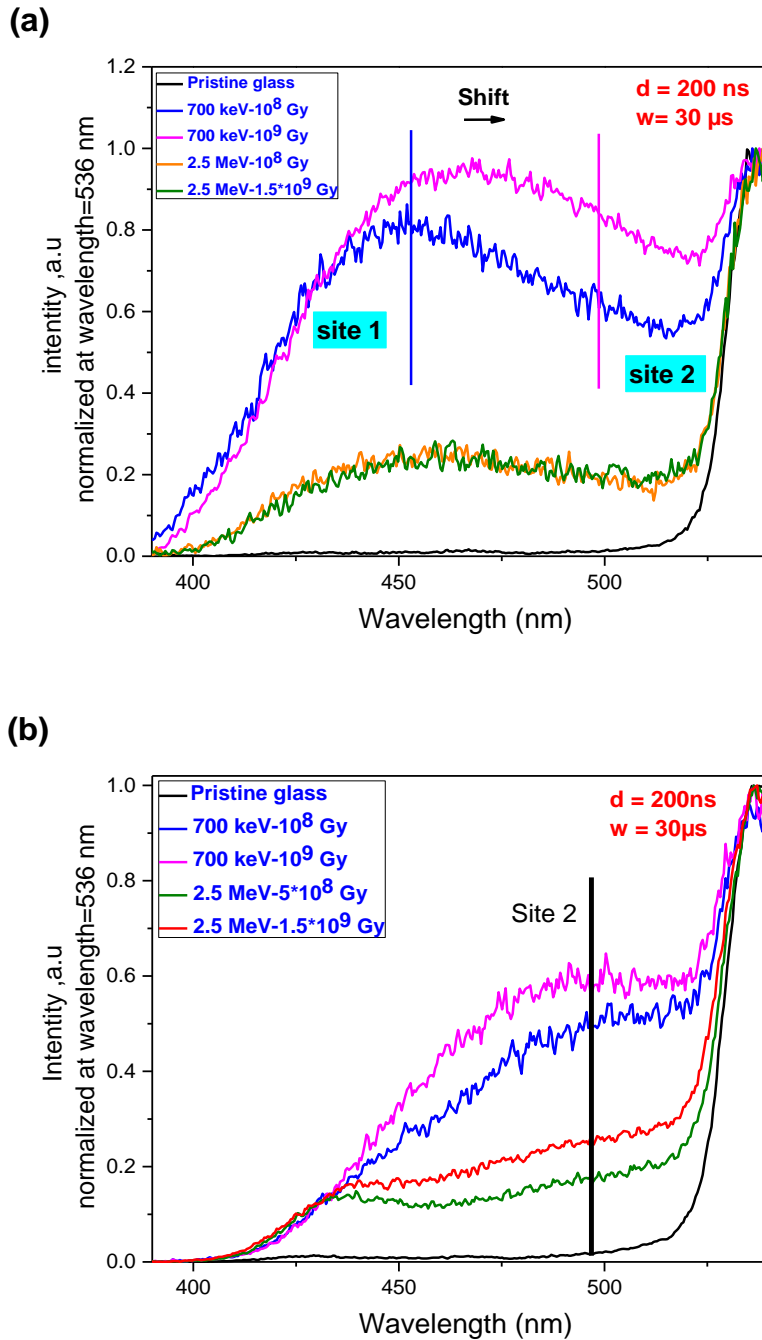 (a)
1.2
1.0
0.8
0.6
0.4
0.2
0.0
400
450
500
intentity ,a.u
normalized at wavelength=536 nm
Wavelength (nm)
Pristine glass
700 keV-10⁸ Gy
700 keV-10⁹ Gy
2.5 MeV-10⁸ Gy
2.5 MeV-1.5*10⁹ Gy
Shift
d = 200 ns
w= 30 µs
site 1
site 2
(b)
1.0
0.8
0.6
0.4
0.2
0.0
400
450
500
Intentity ,a.u
normalized at wavelength=536 nm
Wavelength (nm)
Pristine glass
700 keV-10⁸ Gy
700 keV-10⁹ Gy
2.5 MeV-5*10⁸ Gy
2.5 MeV-1.5*10⁹ Gy
d = 200ns
w = 30µs
Site 2